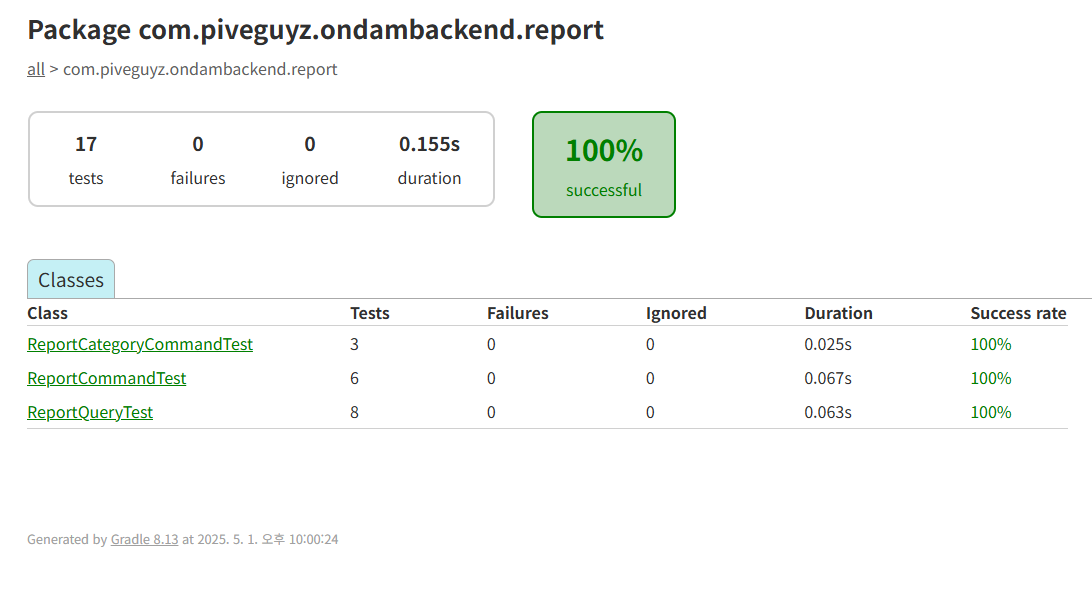 Package com.piveguyz.ondambackend.report
all > com.piveguyz.ondambackend.report
17 0 0 0.155s
tests failures ignored duration
100%
successful
Classes
Class Tests Failures Ignored Duration Success rate
ReportCategoryCommandTest 3 0 0 0.025s 100%
ReportCommandTest 6 0 0 0.067s 100%
ReportQueryTest 8 0 0 0.063s 100%
Generated by Gradle 8.13 at 2025. 5. 1. 오후 10:00:24